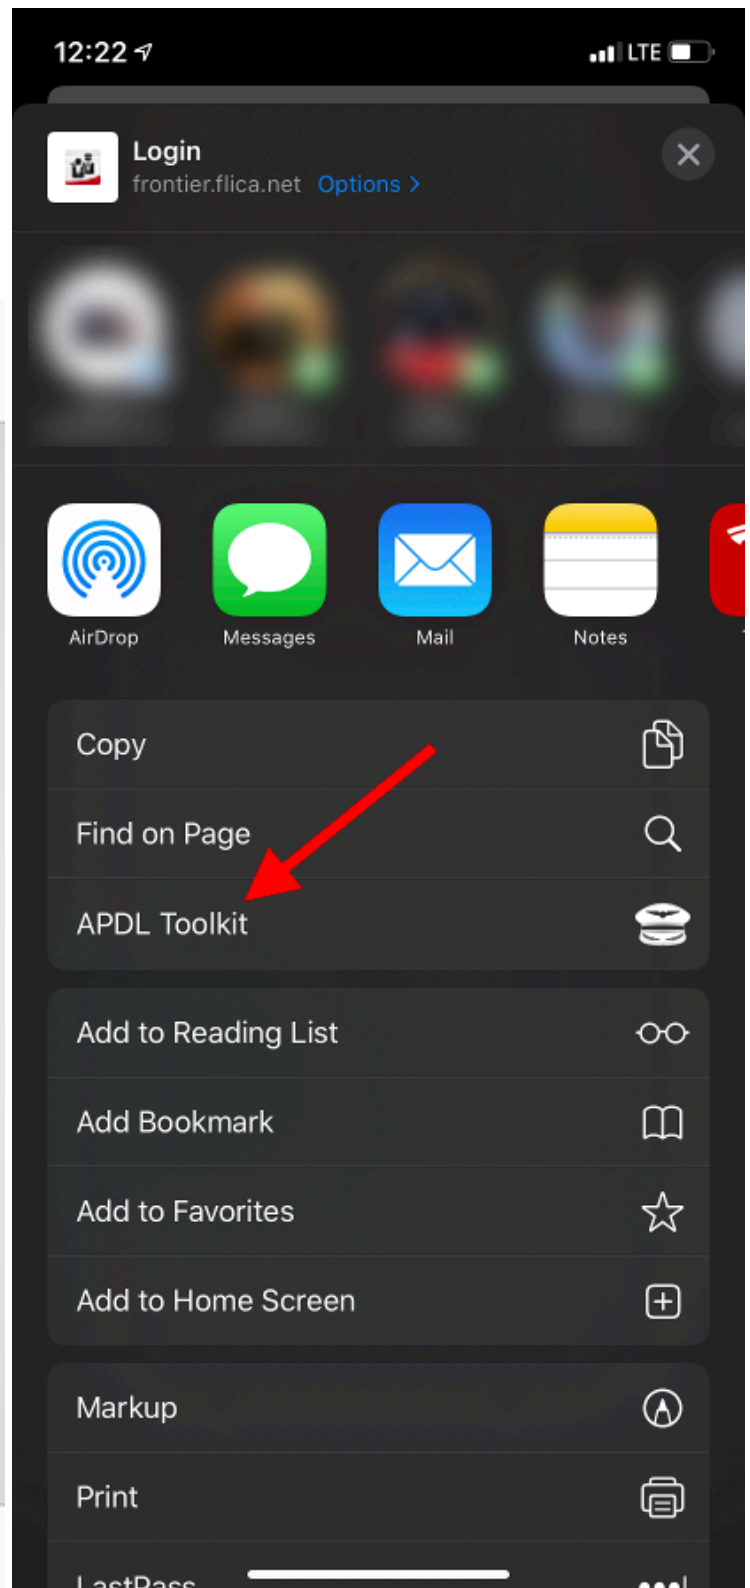 12:22
LTE
Login
frontier.flica.net Options >
AirDrop
Messages
Mail
Notes
Copy
Find on Page
APDL Toolkit
Add to Reading List
Add Bookmark
Add to Favorites
Add to Home Screen
Markup
Print
LastPass